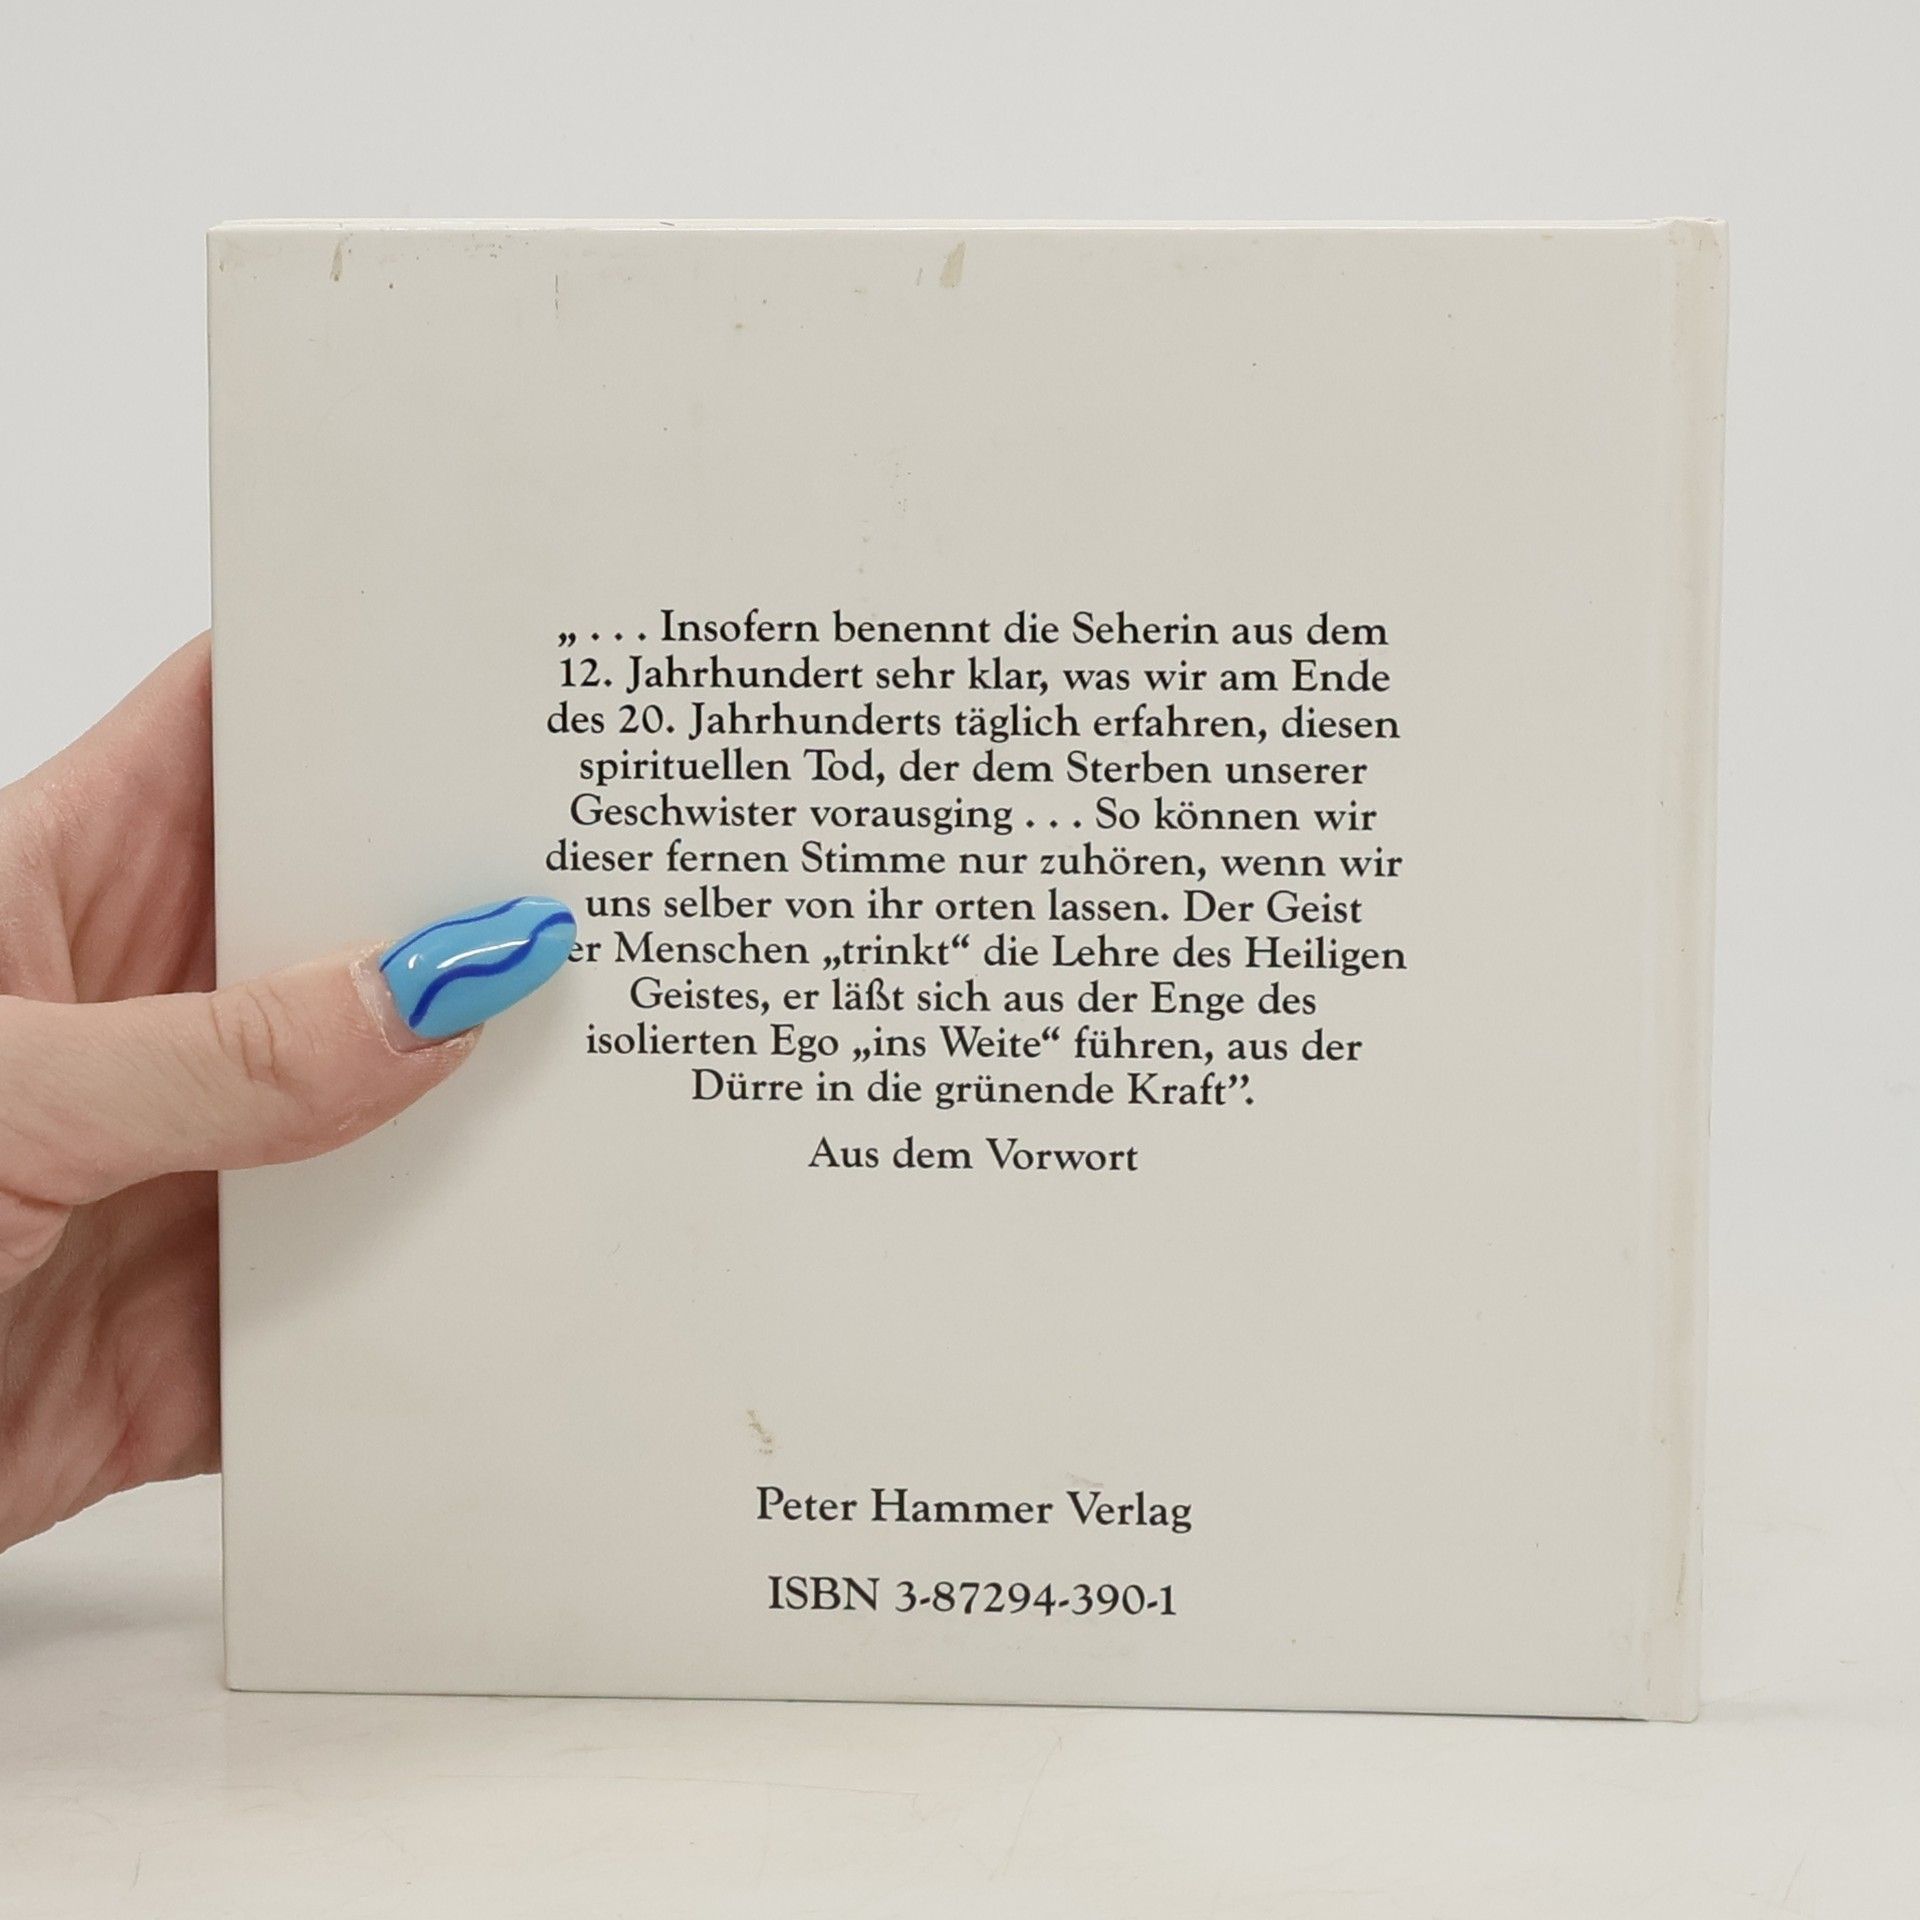 „ . . . Insofern benennt die Seherin aus dem
12. Jahrhundert sehr klar, was wir am Ende
des 20. Jahrhunderts täglich erfahren, diesen
spirituellen Tod, der dem Sterben unserer
Geschwister vorausging . . . So können wir
dieser fernen Stimme nur zuhören, wenn wir
uns selber von ihr orten lassen. Der Geist
Menschen „trinkt“ die Lehre des Heiligen
Geistes, er läßt sich aus der Enge des
isolierten Ego „ins Weite“ führen, aus der
Dürre in die grünende Kraft”.
Aus dem Vorwort
Peter Hammer Verlag
ISBN 3-87294-390-1